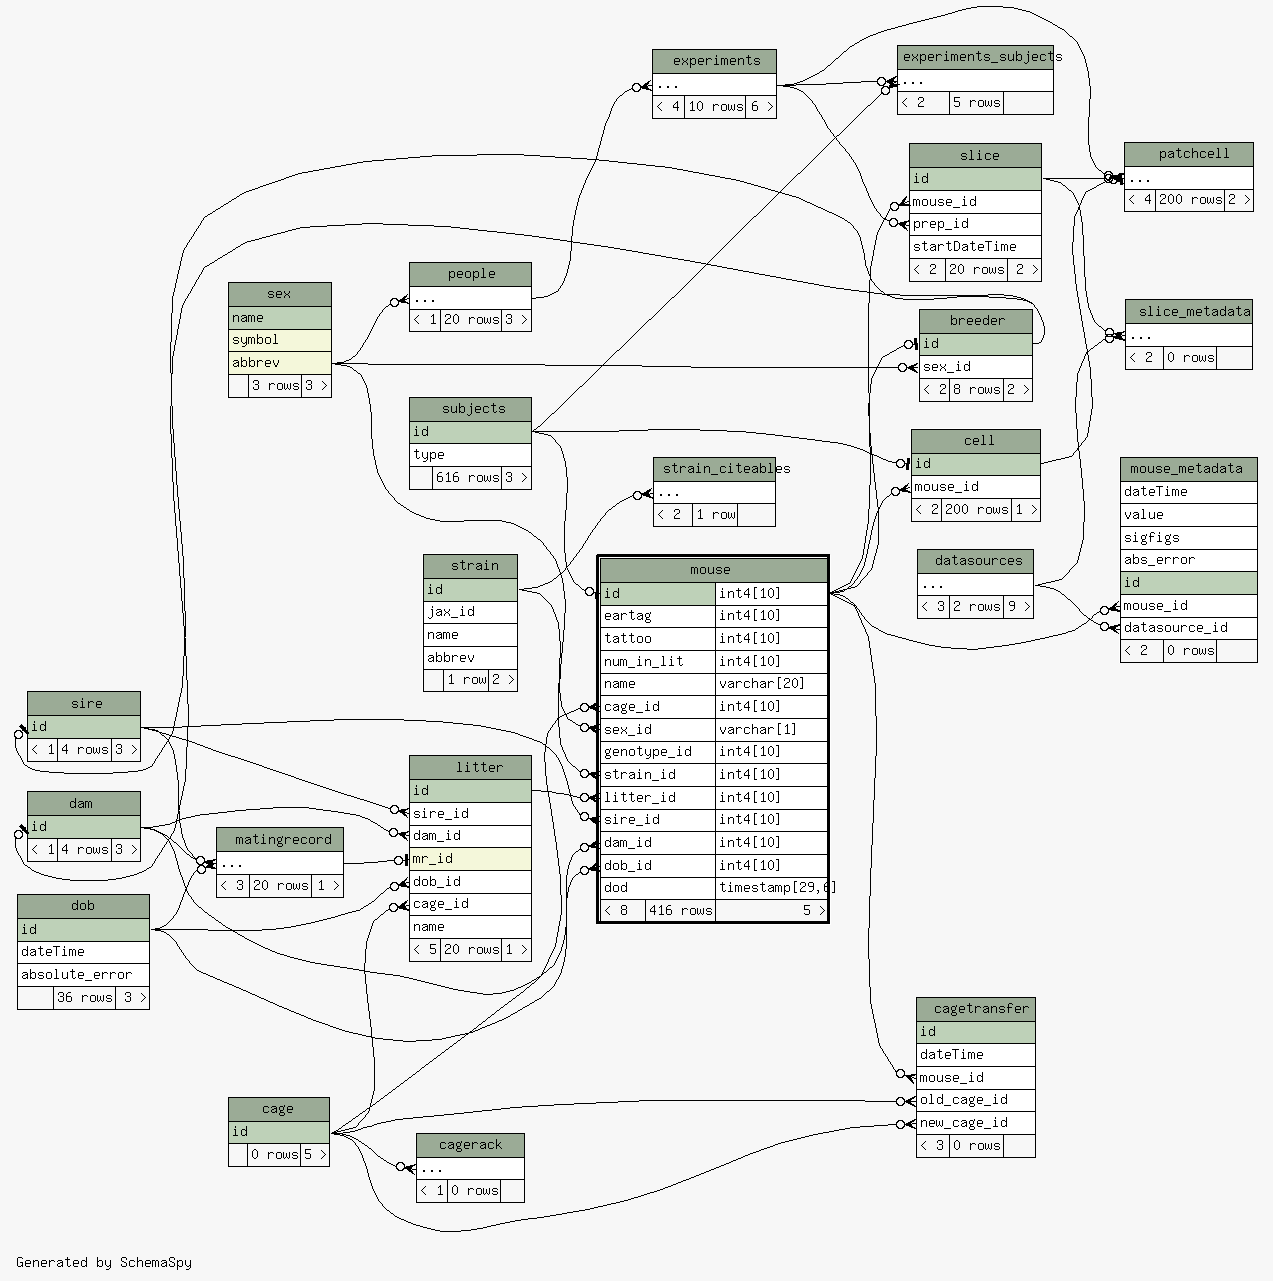 experiments
...
< 4 10 rows 6 >
experiments_subjects
...
< 2 5 rows
slice
id
mouse_id
prep_id
startDateTime
< 2 20 rows 2 >
patchcell
...
< 4 200 rows 2 >
people
...
< 1 20 rows 3 >
sex
name
symbol
abbrev
3 rows 3 >
slice_metadata
...
< 2 0 rows
breeder
id
sex_id
< 2 8 rows 2 >
subjects
id
type
616 rows 3 >
cell
id
mouse_id
< 2 200 rows 1 >
strain_citeables
...
< 2 1 row
mouse_metadata
dateTime
value
sigfigs
abs_error
id
mouse_id
datasource_id
< 2 0 rows
strain
id
jax_id
name
abbrev
1 row 2 >
mouse
id int4[10]
eartag int4[10]
tattoo int4[10]
num_in_lit int4[10]
name varchar[20]
cage_id int4[10]
sex_id varchar[1]
genotype_id int4[10]
strain_id int4[10]
litter_id int4[10]
sire_id int4[10]
dam_id int4[10]
dob_id int4[10]
dod timestamp[29,6]
< 8 416 rows 5 >
datasources
...
< 3 2 rows 9 >
sire
id
< 1 4 rows 3 >
dam
id
< 1 4 rows 3 >
matingrecord
...
< 3 20 rows 1 >
litter
id
sire_id
dam_id
mr_id
dob_id
cage_id
name
< 5 20 rows 1 >
dob
id
dateTime
absolute_error
36 rows 3 >
cagetransfer
id
dateTime
mouse_id
old_cage_id
new_cage_id
< 3 0 rows
cage
id
0 rows 5 >
cagerack
...
< 1 0 rows
Generated by SchemaSpy